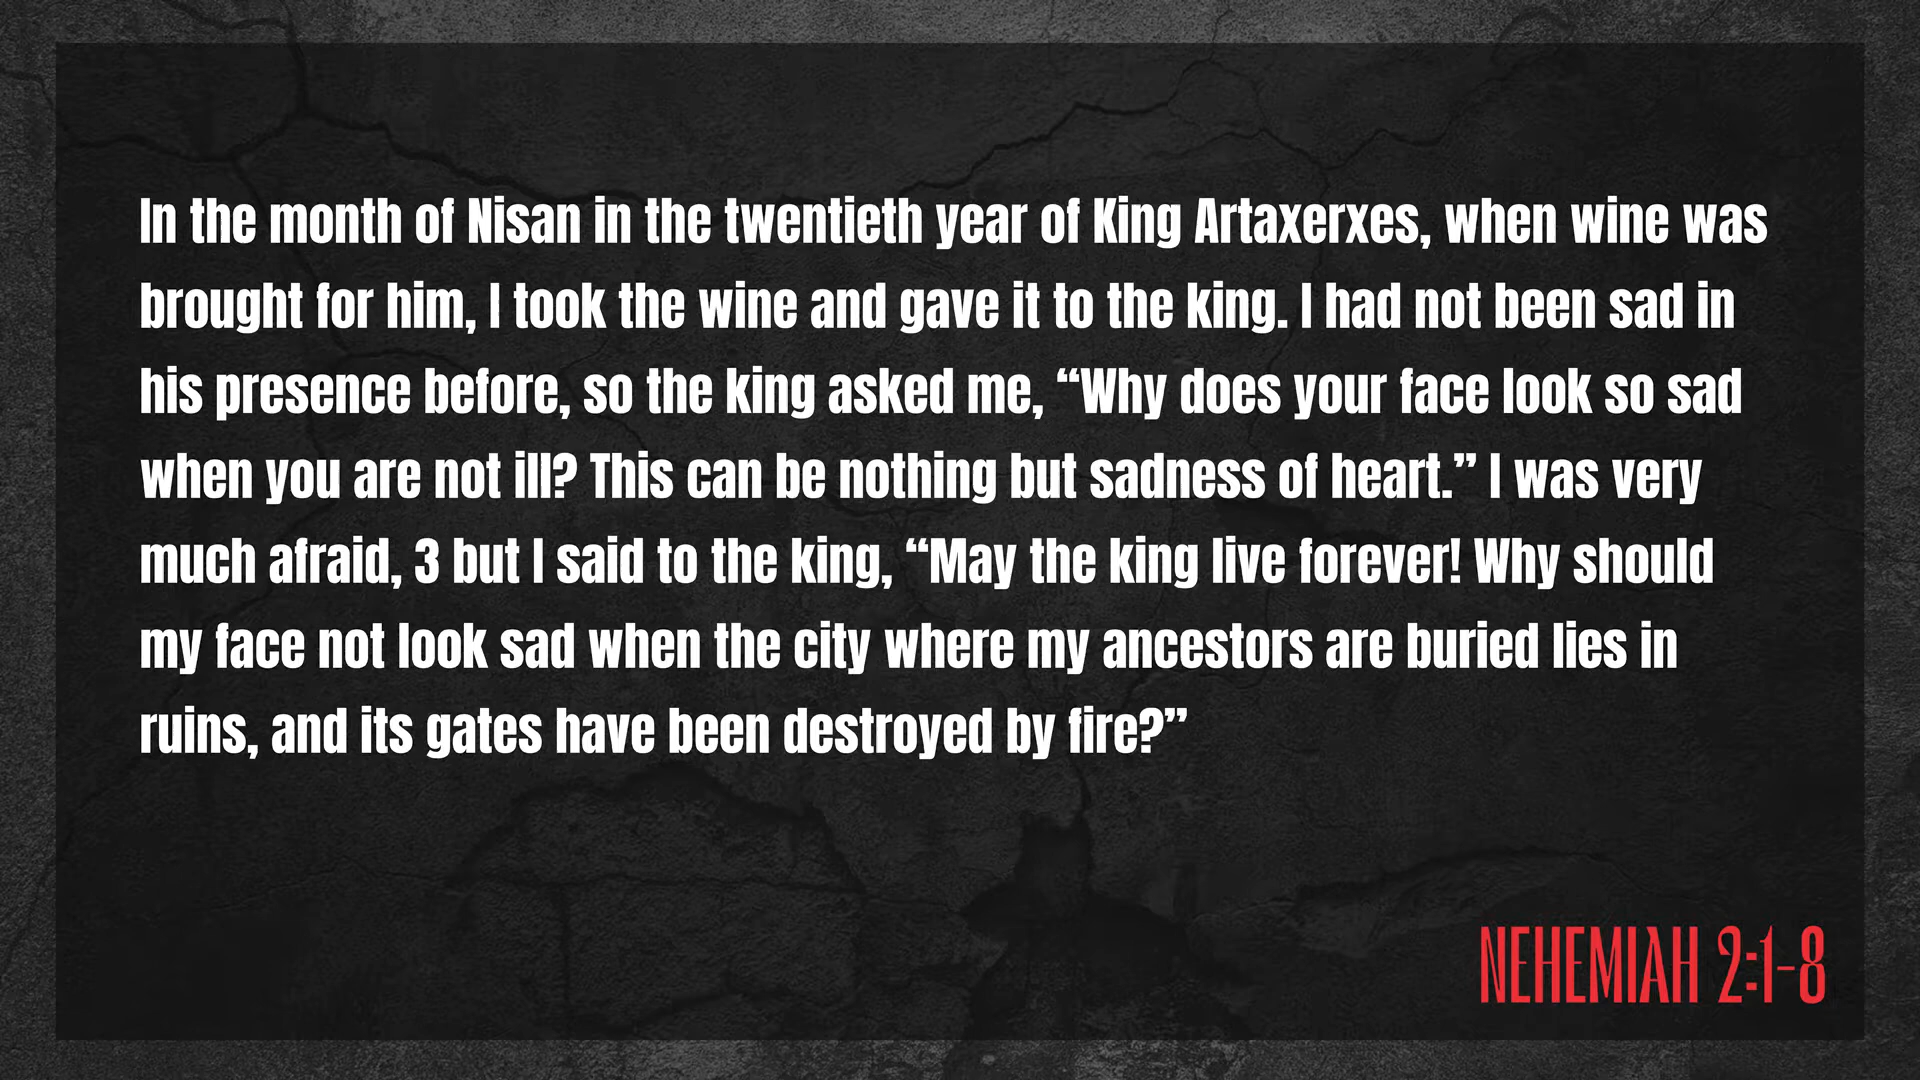 In the month of Nisan in the twentieth year of King Artaxerxes, when wine was
brought for him, I took the wine and gave it to the king. I had not been sad in
his presence before, so the king asked me, “Why does your face look so sad
when you are not ill? This can be nothing but sadness of heart.” I was very
much afraid, 3 but I said to the king, “May the king live forever! Why should
my face not look sad when the city where my ancestors are buried lies in
ruins, and its gates have been destroyed by fire?”
NEHEMIAH 2:1-8